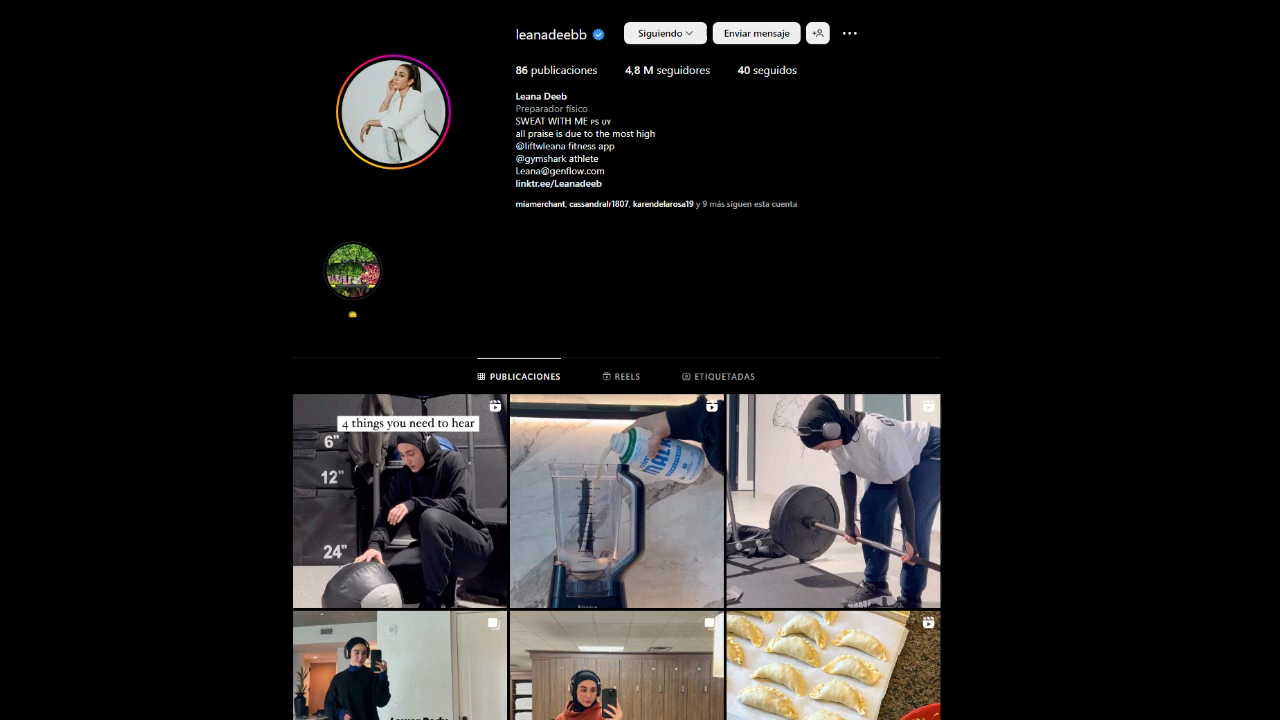 leanadeebb
Siguiendo
Enviar mensaje
86 publicaciones
4,8 M seguidores
40 seguidos
Leana Deeb
Preparador físico
SWEAT WITH ME ᴘs ᴜʏ
all praise is due to the most high
@liftwleana fitness app
@gymshark athlete
Leana@genflow.com
linktr.ee/Leanadeeb
miamerchant, cassandralr1807, karendelarosa19 y 9 más siguen esta cuenta
PUBLICACIONES
REELS
ETIQUETADAS
4 things you need to hear
6"
12"
24"